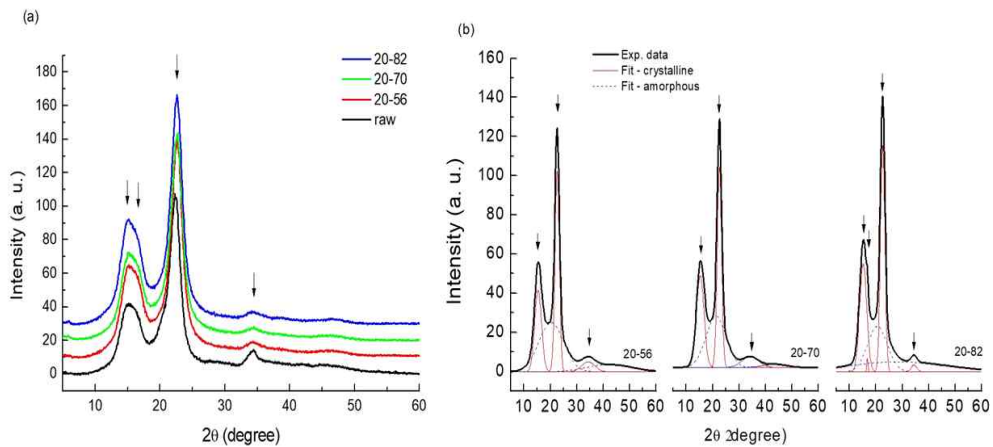 (a)
180
160
140
120
100
80
60
40
20
0
Intensity (a. u.)
20-82
20-70
20-56
raw
10 20 30 40 50 60
2θ (degree)
(b)
160
140
120
100
80
60
40
20
0
Intensity (a. u.)
Exp. data
Fit - crystalline
Fit - amorphous
20-56
20-70
20-82
10 20 30 40 50 60
10 20 30 40 50 60
10 20 30 40 50 60
2θ 2degree)